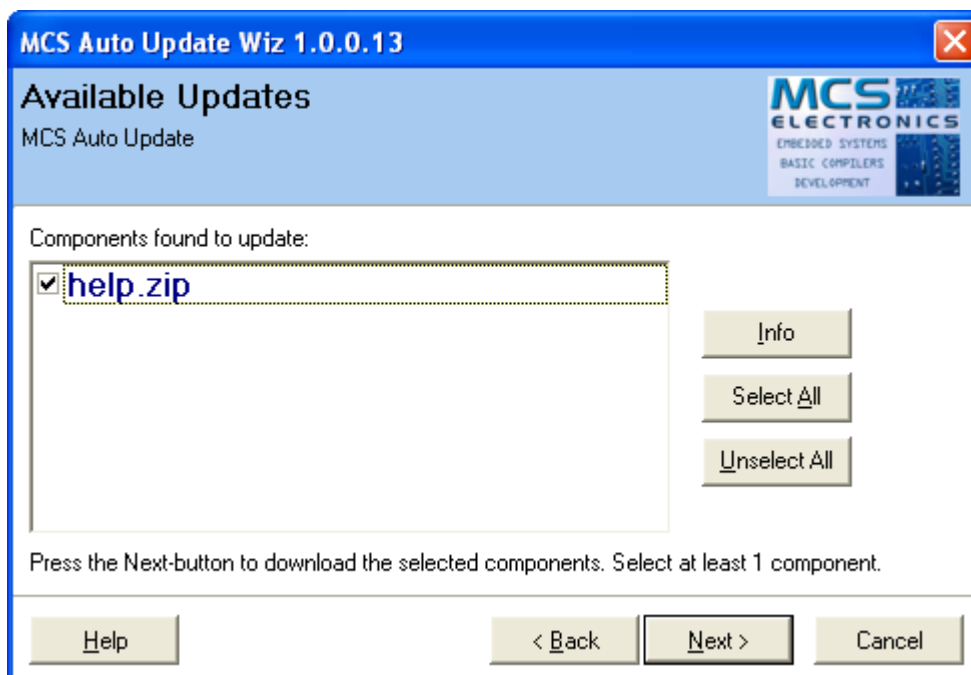 MCS Auto Update Wiz 1.0.0.13
Available Updates
MCS Auto Update
MCS
ELECTRONICS
EMBEDDED SYSTEMS
BASIC COMPILERS
DEVELOPMENT
Components found to update:
help.zip
Info
Select All
Unselect All
Press the Next-button to download the selected components. Select at least 1 component.
Help
< Back
Next >
Cancel